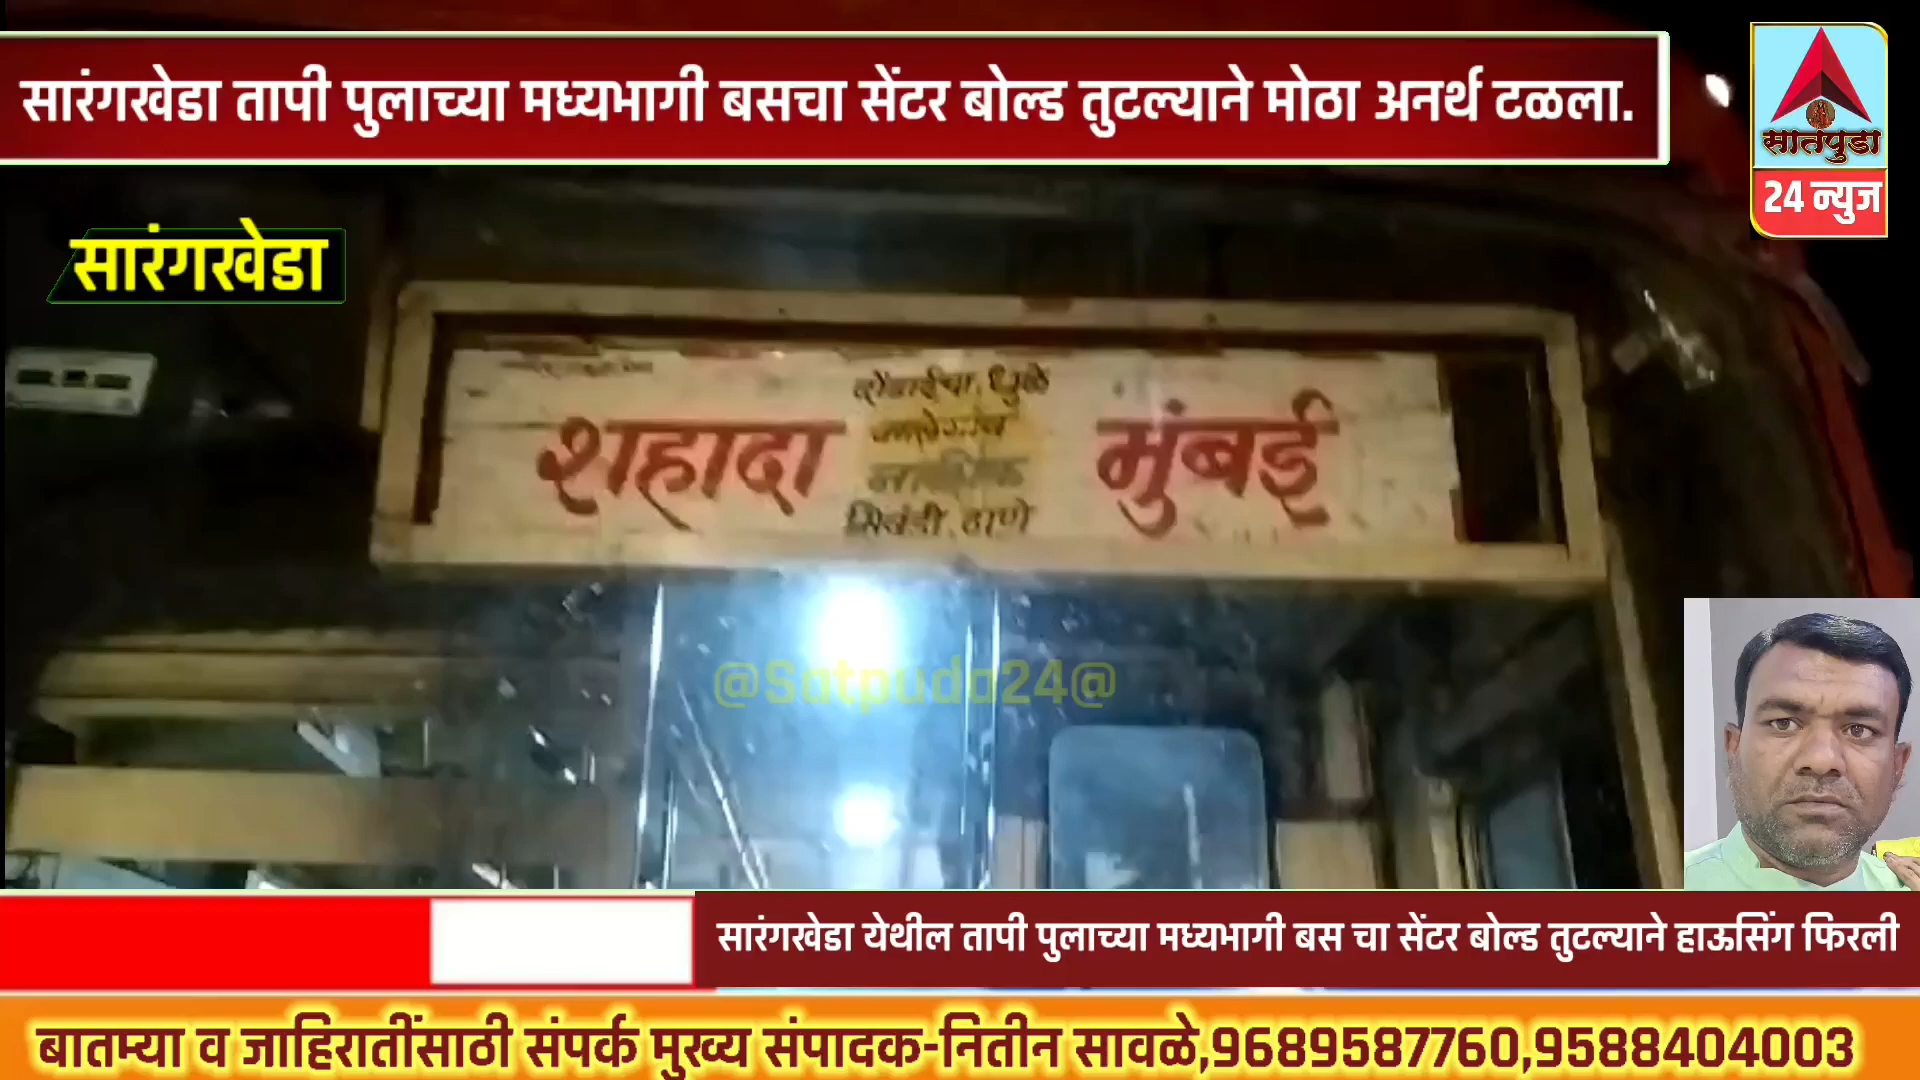 सारंगखेडा तापी पुलाच्या मध्यभागी बसचा सेंटर बोल्ड तुटल्याने मोठा अनर्थ टळला.
सातपुडा
24 न्युज
सारंगखेडा
दोंडाईचा, धुळे
शहादा
मुंबई
भिवंडी, ठाणे
@Satpuda24@
सारंगखेडा येथील तापी पुलाच्या मध्यभागी बस चा सेंटर बोल्ड तुटल्याने हाऊसिंग फिरली
बातम्या व जाहिरातींसाठी संपर्क मुख्य संपादक-नितीन सावळे,9689587760,9588404003